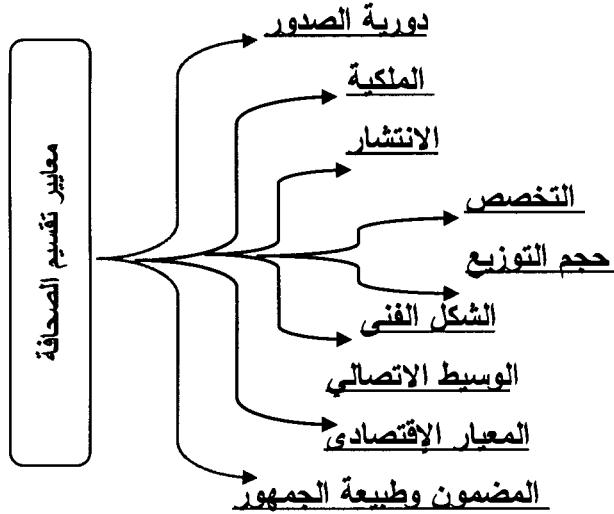 معايير تقسيم الصحافة
دورية الصدور
الملكية
الانتشار
التخصص
حجم التوزيع
الشكل الفنى
الوسيط الاتصالي
المعيار الإقتصادى
المضمون وطبيعة الجمهور